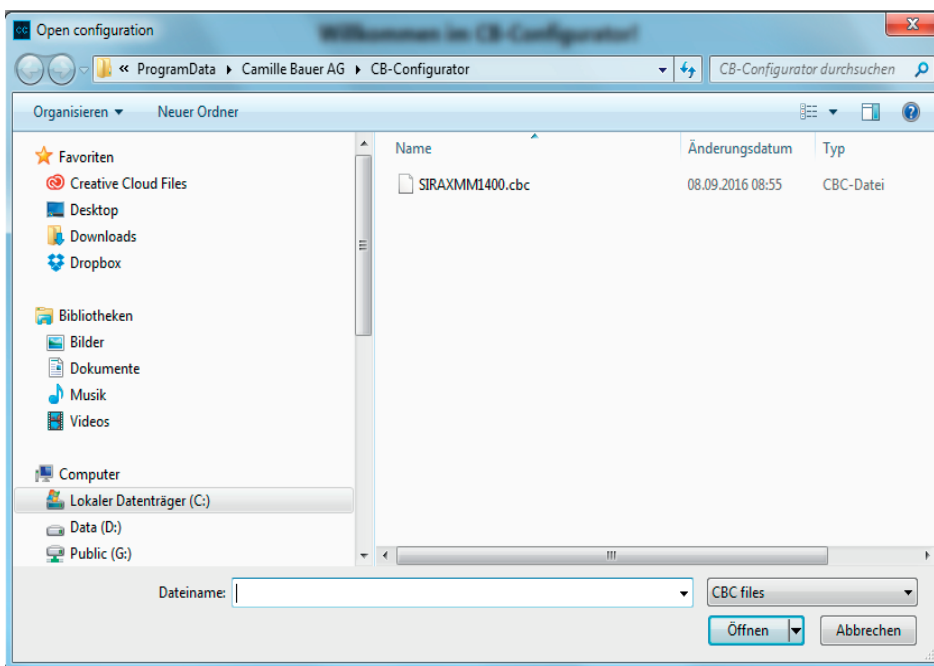 CC Open configuration
Willkommen im CB-Configurator!
X
« ProgramData Camille Bauer AG CB-Configurator
CB-Configurator durchsuchen
Organisieren Neuer Ordner ?
Favoriten
Creative Cloud Files
Desktop
Downloads
Dropbox
Bibliotheken
Bilder
Dokumente
Musik
Videos
Computer
Lokaler Datenträger (C:)
Data (D:)
Public (G:)
Name Änderungsdatum Typ
SIRAXMM1400.cbc 08.09.2016 08:55 CBC-Datei
Dateiname: CBC files
Öffnen Abbrechen